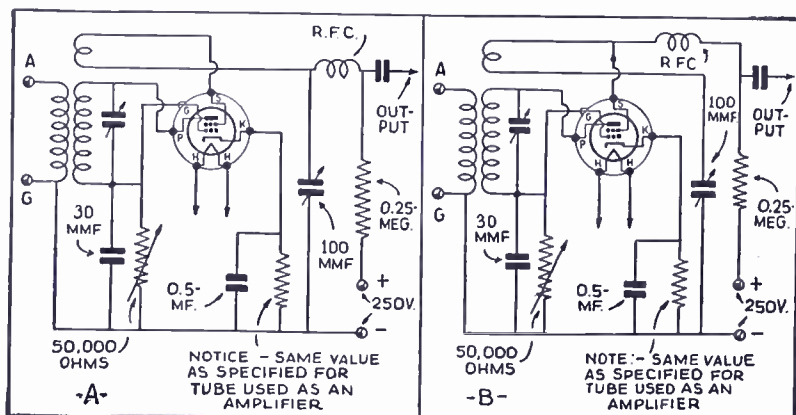 R.F.C.
A
G
S
G
P
K
H
H
OUT-
PUT
30
MMF
0.5-
MF.
100
MMF
0.25-
MEG.
+
250V.
-
50,000
OHMS
NOTICE - SAME VALUE
AS SPECIFIED FOR
TUBE USED AS AN
AMPLIFIER
-A-
RFC
A
G
S
G
P
K
H
H
100
MMF
OUT-
PUT
30
MMF
0.5-
MF.
0.25-
MEG.
+
250V.
-
50,000
OHMS
NOTE:- SAME VALUE
AS SPECIFIED FOR
TUBE USED AS AN
AMPLIFIER
-B-